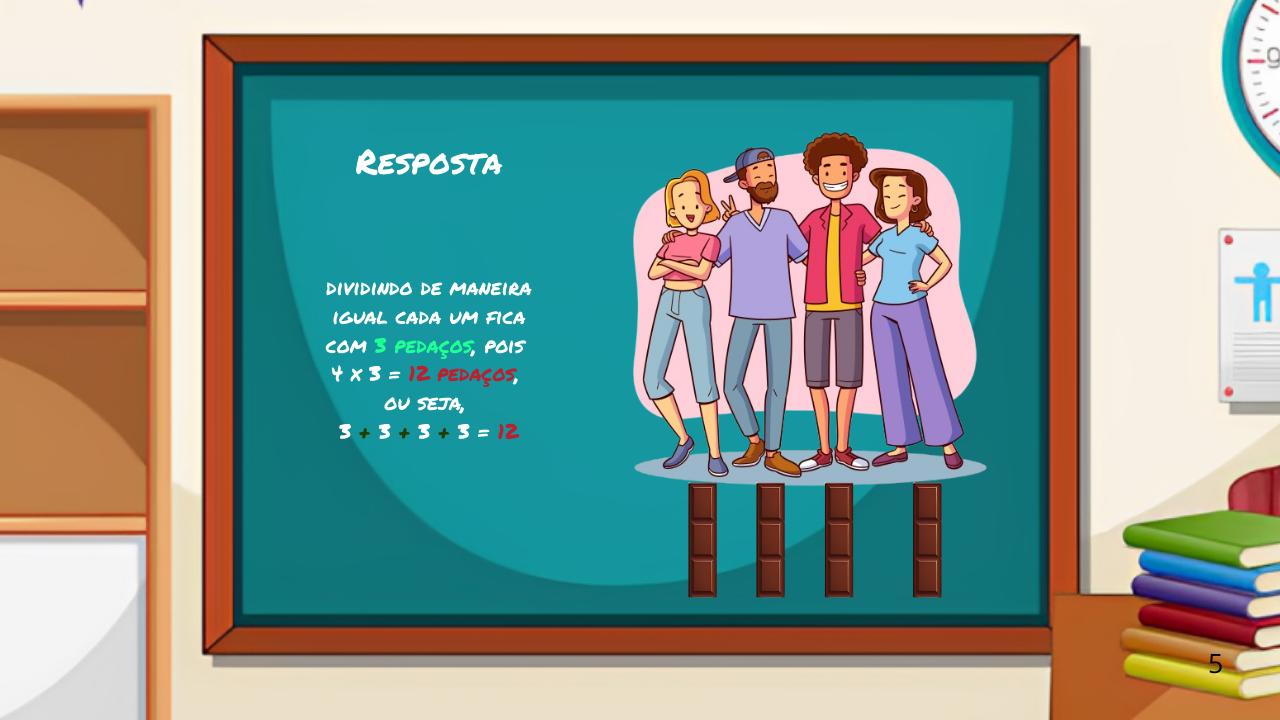 Resposta
dividindo de maneira
igual cada um fica
com 3 pedaços, pois
4 x 3 = 12 pedaços,
ou seja,
3 + 3 + 3 + 3 = 12
9
5